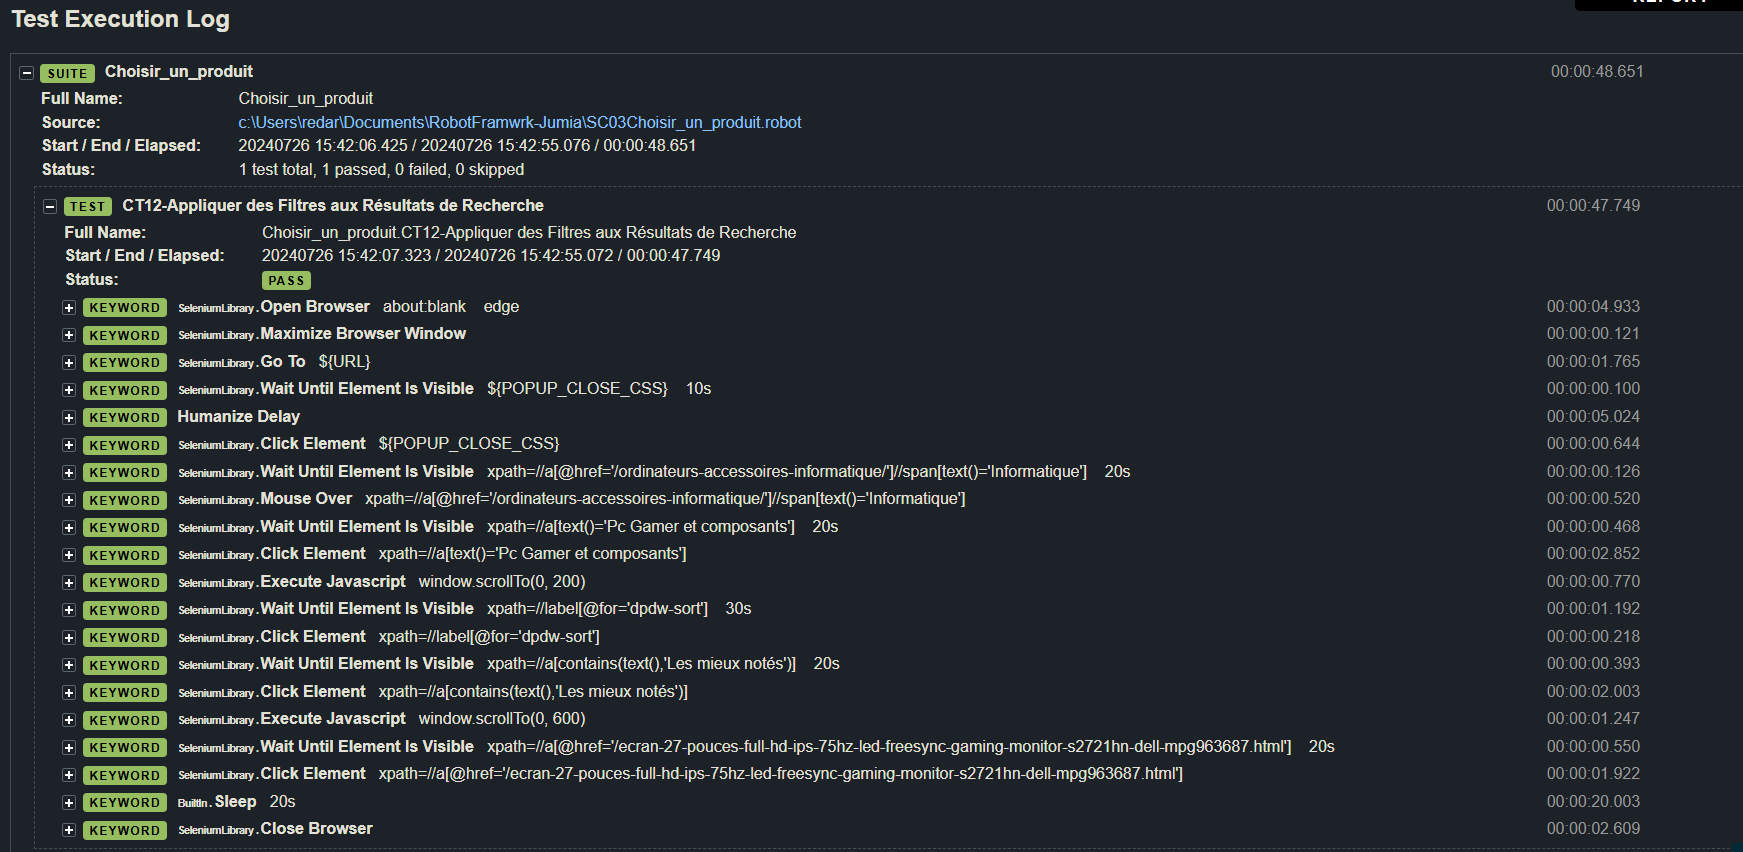 REPORT
Test Execution Log
SUITE Choisir_un_produit 00:00:48.651
Full Name: Choisir_un_produit
Source: c:\Users\redar\Documents\RobotFramwrk-Jumia\SC03Choisir_un_produit.robot
Start / End / Elapsed: 20240726 15:42:06.425 / 20240726 15:42:55.076 / 00:00:48.651
Status: 1 test total, 1 passed, 0 failed, 0 skipped
TEST CT12-Appliquer des Filtres aux Résultats de Recherche 00:00:47.749
Full Name: Choisir_un_produit.CT12-Appliquer des Filtres aux Résultats de Recherche
Start / End / Elapsed: 20240726 15:42:07.323 / 20240726 15:42:55.072 / 00:00:47.749
Status: PASS
KEYWORD SeleniumLibrary.Open Browser about:blank edge 00:00:04.933
KEYWORD SeleniumLibrary.Maximize Browser Window 00:00:00.121
KEYWORD SeleniumLibrary.Go To ${URL} 00:00:01.765
KEYWORD SeleniumLibrary.Wait Until Element Is Visible ${POPUP_CLOSE_CSS} 10s 00:00:00.100
KEYWORD Humanize Delay 00:00:05.024
KEYWORD SeleniumLibrary.Click Element ${POPUP_CLOSE_CSS} 00:00:00.644
KEYWORD SeleniumLibrary.Wait Until Element Is Visible xpath=//a[@href='/ordinateurs-accessoires-informatique/']//span[text()='Informatique'] 20s 00:00:00.126
KEYWORD SeleniumLibrary.Mouse Over xpath=//a[@href='/ordinateurs-accessoires-informatique/']//span[text()='Informatique'] 00:00:00.520
KEYWORD SeleniumLibrary.Wait Until Element Is Visible xpath=//a[text()='Pc Gamer et composants'] 20s 00:00:00.468
KEYWORD SeleniumLibrary.Click Element xpath=//a[text()='Pc Gamer et composants'] 00:00:02.852
KEYWORD SeleniumLibrary.Execute Javascript window.scrollTo(0, 200) 00:00:00.770
KEYWORD SeleniumLibrary.Wait Until Element Is Visible xpath=//label[@for='dpdw-sort'] 30s 00:00:01.192
KEYWORD SeleniumLibrary.Click Element xpath=//label[@for='dpdw-sort'] 00:00:00.218
KEYWORD SeleniumLibrary.Wait Until Element Is Visible xpath=//a[contains(text(),'Les mieux notés')] 20s 00:00:00.393
KEYWORD SeleniumLibrary.Click Element xpath=//a[contains(text(),'Les mieux notés')] 00:00:02.003
KEYWORD SeleniumLibrary.Execute Javascript window.scrollTo(0, 600) 00:00:01.247
KEYWORD SeleniumLibrary.Wait Until Element Is Visible xpath=//a[@href='/ecran-27-pouces-full-hd-ips-75hz-led-freesync-gaming-monitor-s2721hn-dell-mpg963687.html'] 20s 00:00:00.550
KEYWORD SeleniumLibrary.Click Element xpath=//a[@href='/ecran-27-pouces-full-hd-ips-75hz-led-freesync-gaming-monitor-s2721hn-dell-mpg963687.html'] 00:00:01.922
KEYWORD BuiltIn.Sleep 20s 00:00:20.003
KEYWORD SeleniumLibrary.Close Browser 00:00:02.609